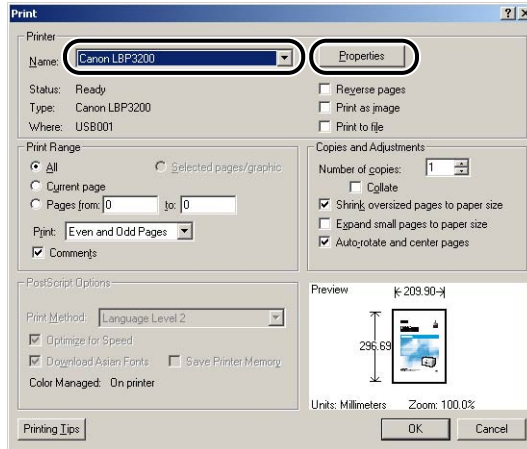 Print
Printer
Name: Canon LBP3200 Properties
Status: Ready Reverse pages
Type: Canon LBP3200 Print as image
Where: USB001 Print to file
Print Range
All Selected pages/graphic
Current page
Pages from: 0 to: 0
Print: Even and Odd Pages
Comments
Copies and Adjustments
Number of copies: 1
Collate
Shrink oversized pages to paper size
Expand small pages to paper size
Auto-rotate and center pages
PostScript Options
Print Method: Language Level 2
Optimize for Speed
Download Asian Fonts Save Printer Memory
Color Managed: On printer
Preview
209.90
296.69
Units: Millimeters Zoom: 100.0%
Printing Tips OK Cancel